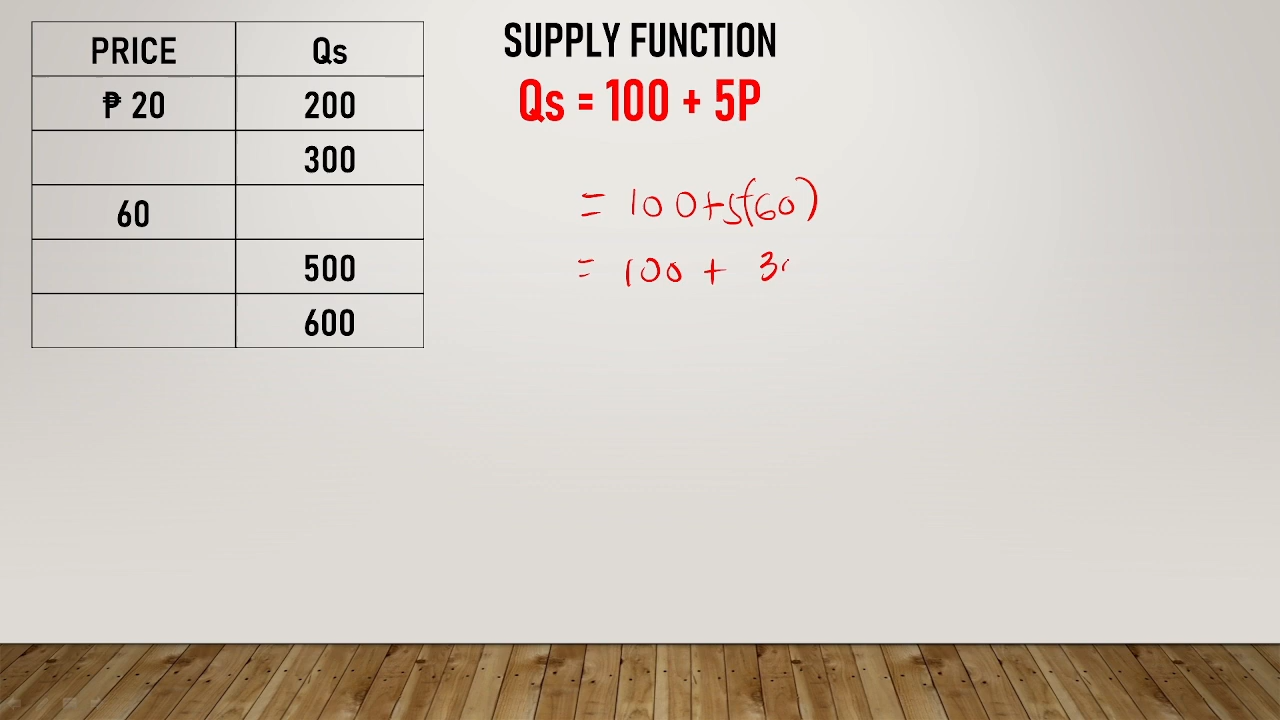 PRICE Qs
₱ 20 200
300
60
500
600
SUPPLY FUNCTION
Qs = 100 + 5P
= 100+5(60)
= 100 + 3